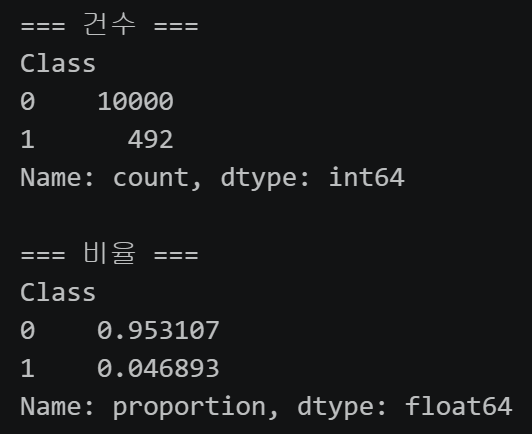 === 건수 ===
Class
0    10000
1      492
Name: count, dtype: int64

=== 비율 ===
Class
0    0.953107
1    0.046893
Name: proportion, dtype: float64